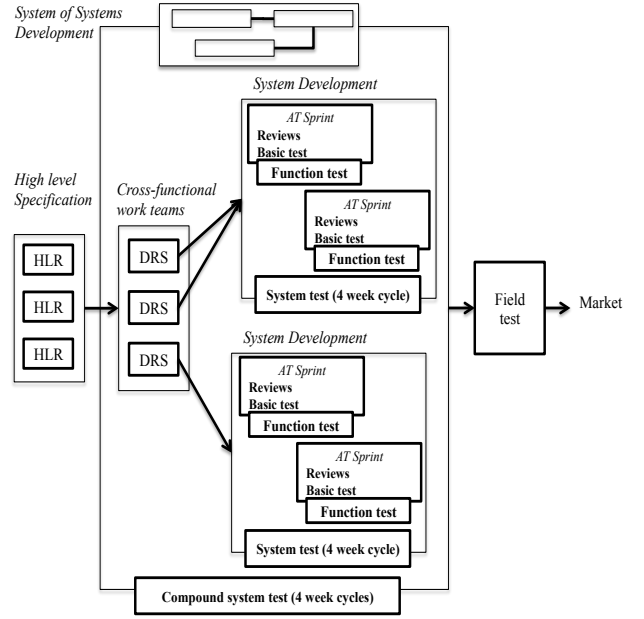 System of Systems
Development
System Development
AT Sprint
Reviews
Basic test
Function test
AT Sprint
Reviews
Basic test
Function test
System test (4 week cycle)
High level
Specification
HLR
HLR
HLR
Cross-functional
work teams
DRS
DRS
DRS
System Development
AT Sprint
Reviews
Basic test
Function test
AT Sprint
Reviews
Basic test
Function test
System test (4 week cycle)
Compound system test (4 week cycles)
Field
test
Market